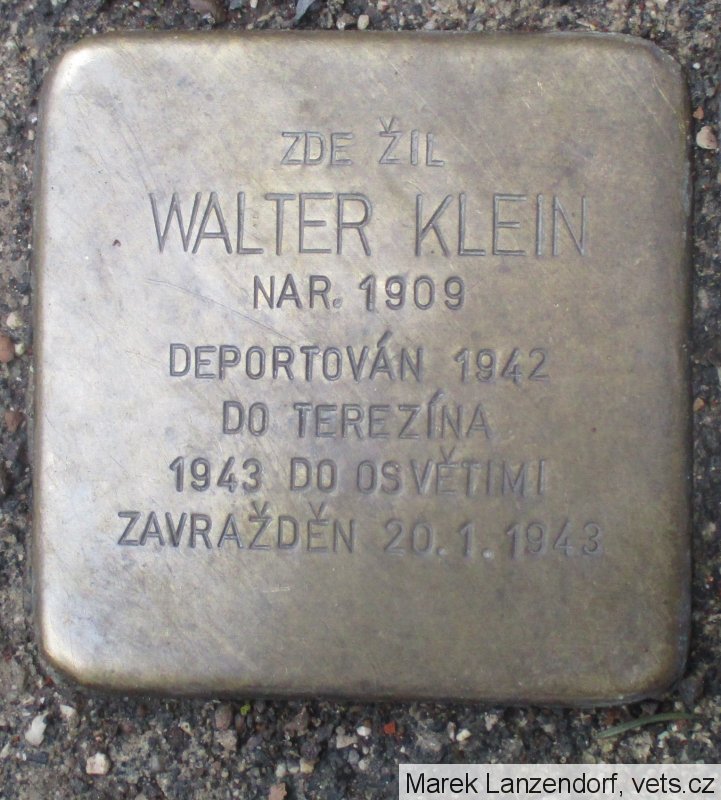 ZDE ŽIL
WALTER KLEIN
NAR. 1909
DEPORTOVÁN 1942
DO TEREZÍNA
1943 DO OSVĚTIMI
ZAVRAŽDĚN 20.1.1943
Marek Lanzendorf, vets.cz